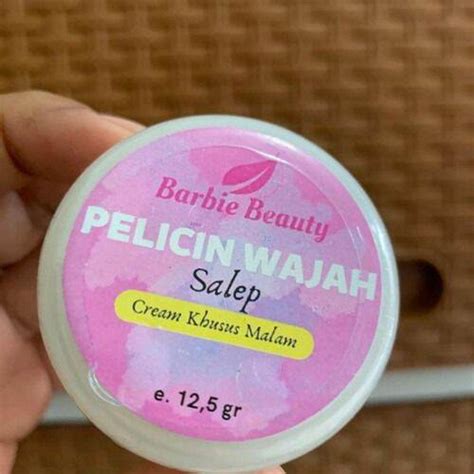 Barbie Beauty
PELICIN WAJAH
Salep
Cream Khusus Malam
e. 12,5 gr